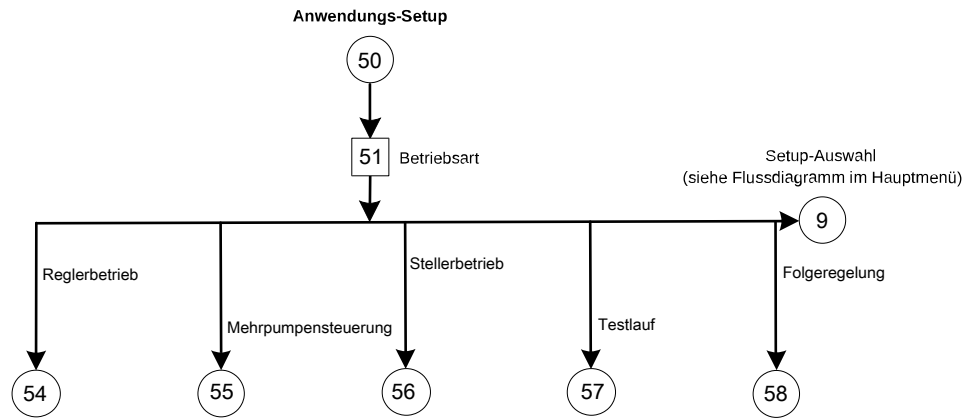 Anwendungs-Setup
50
51
Betriebsart
Setup-Auswahl
(siehe Flussdiagramm im Hauptmenü)
9
Reglerbetrieb
Mehrpumpensteuerung
Stellerbetrieb
Testlauf
Folgeregelung
54
55
56
57
58